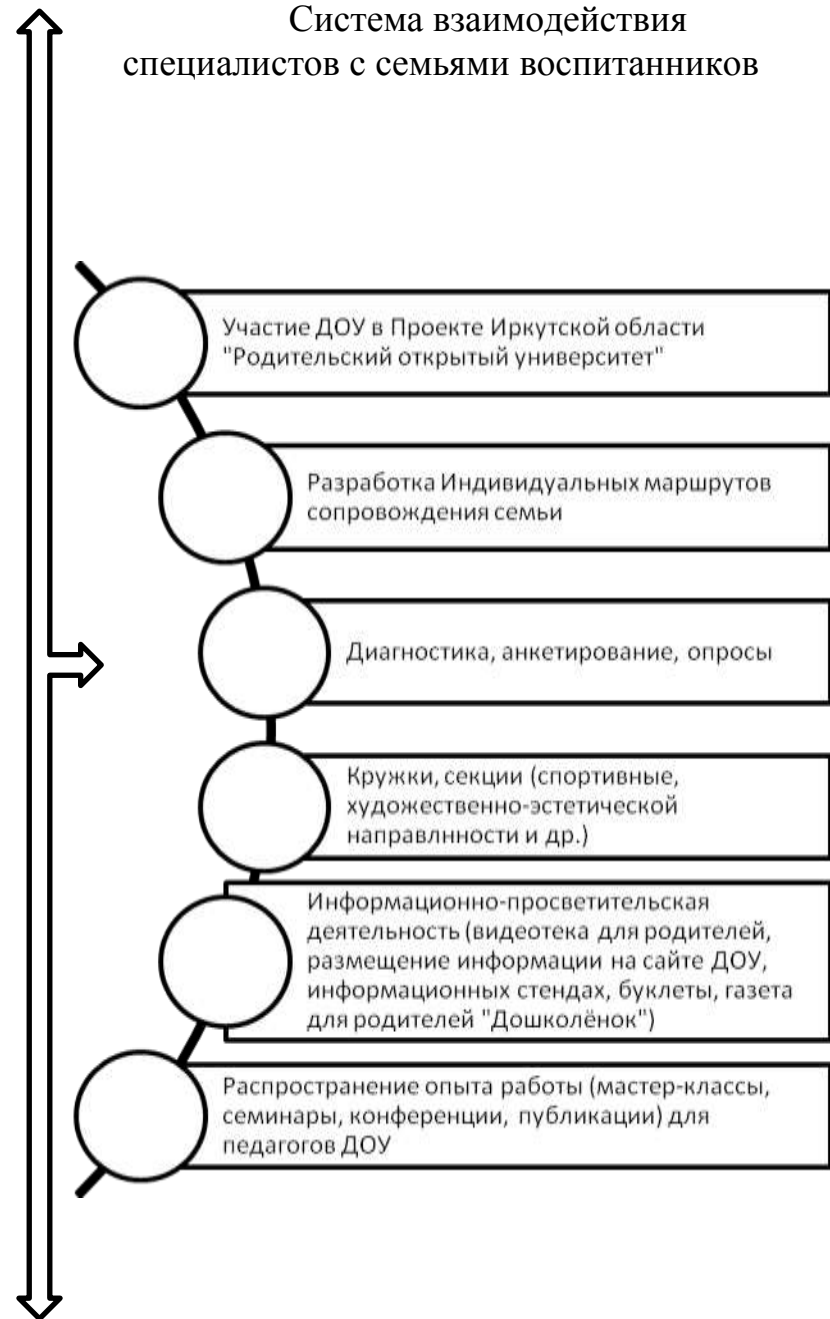 Система взаимодействия
специалистов с семьями воспитанников
Участие ДОУ в Проекте Иркутской области
"Родительский открытый университет"
Разработка Индивидуальных маршрутов
сопровождения семьи
Диагностика, анкетирование, опросы
Кружки, секции (спортивные,
художественно-эстетической
направлнности и др.)
Информационно-просветительская
деятельность (видеотека для родителей,
размещение информации на сайте ДОУ,
информационных стендах, буклеты, газета
для родителей "Дошколёнок")
Распространение опыта работы (мастер-классы,
семинары, конференции, публикации) для
педагогов ДОУ